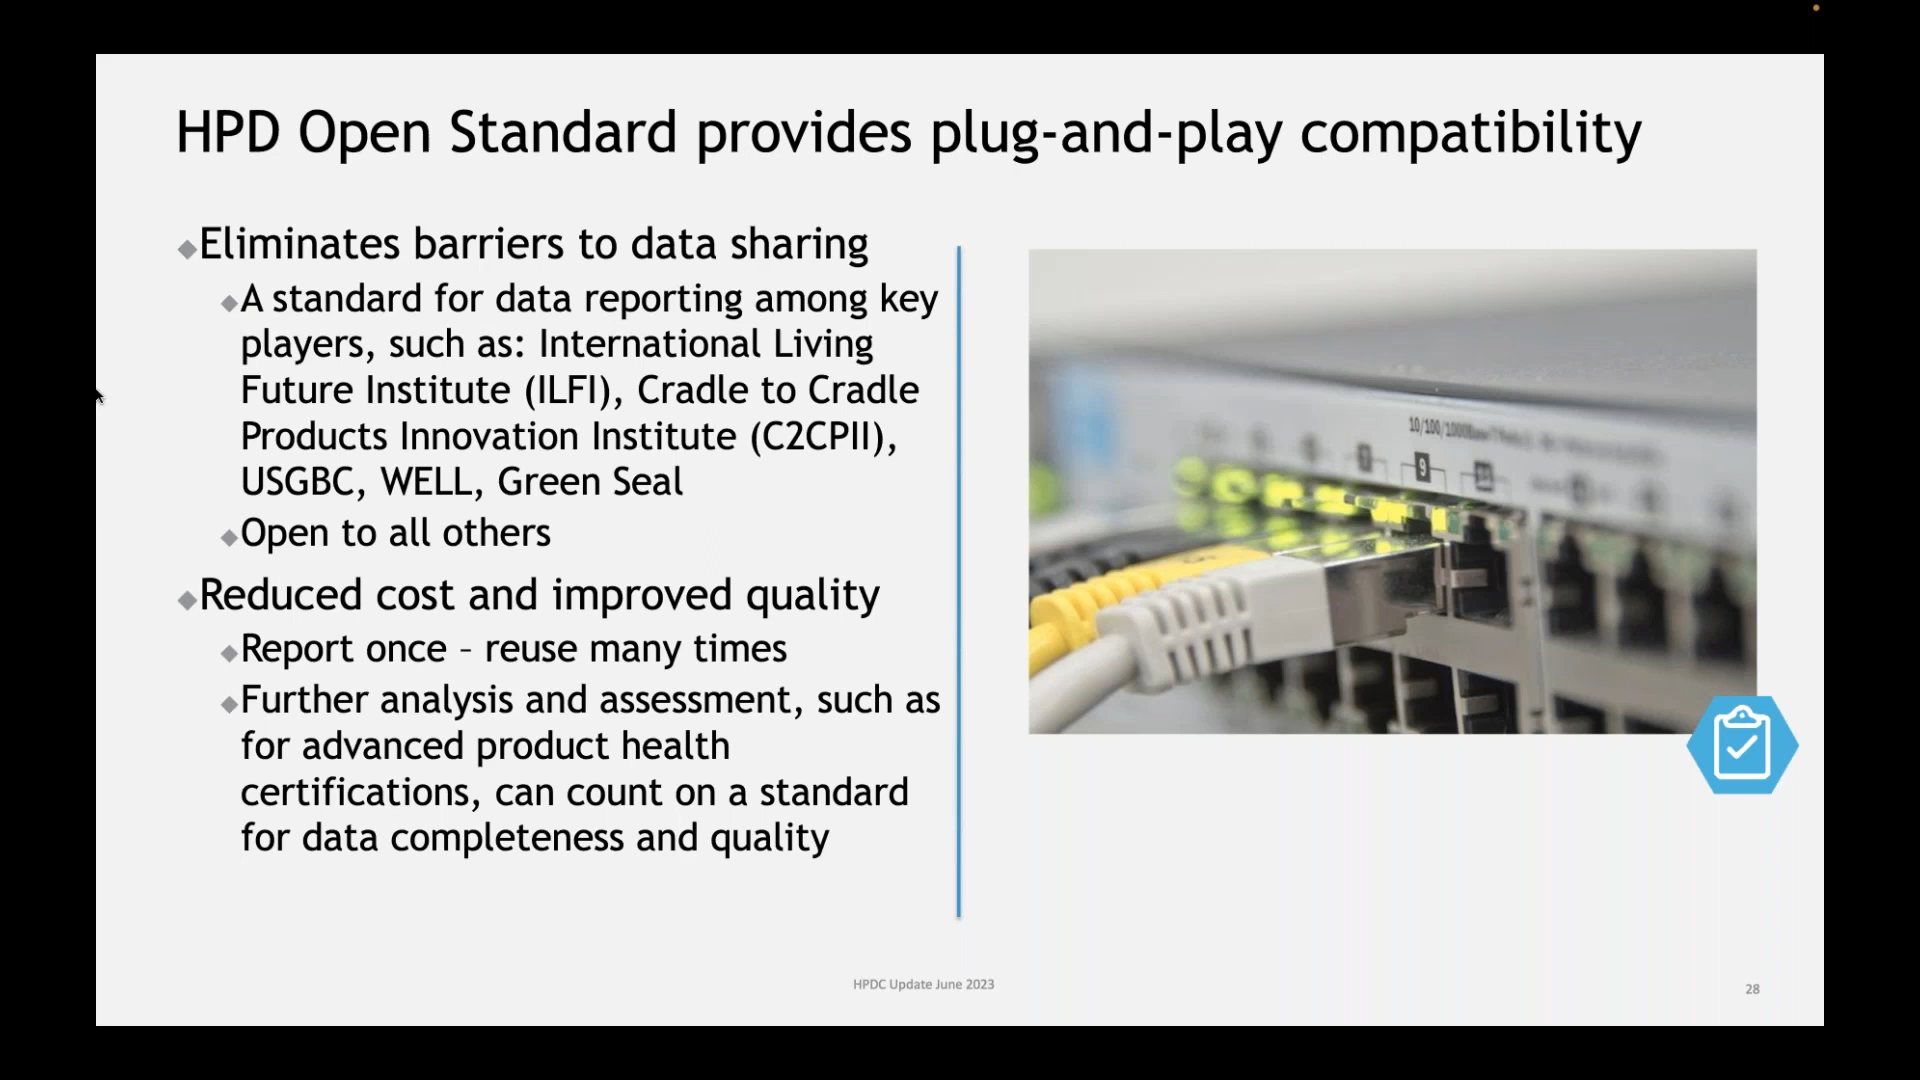 HPD Open Standard provides plug-and-play compatibility
Eliminates barriers to data sharing
A standard for data reporting among key
players, such as: International Living
Future Institute (ILFI), Cradle to Cradle
Products Innovation Institute (C2CPII),
USGBC, WELL, Green Seal
Open to all others
Reduced cost and improved quality
Report once – reuse many times
Further analysis and assessment, such as
for advanced product health
certifications, can count on a standard
for data completeness and quality
9
HPDC Update June 2023
28